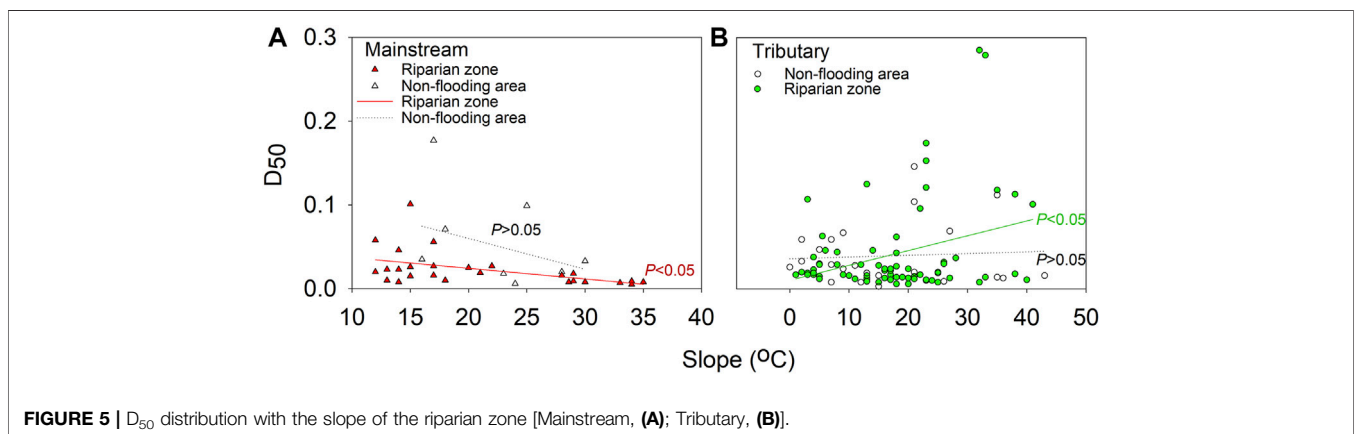 A
B
Mainstream
Riparian zone
Non-flooding area
Riparian zone
Non-flooding area
Tributary
Non-flooding area
Riparian zone
0.3
0.2
0.1
0.0
D50
P>0.05
P<0.05
P<0.05
P>0.05
10 15 20 25 30 35 40
0 10 20 30 40 50
Slope (ºC)
FIGURE 5 | D50 distribution with the slope of the riparian zone [Mainstream, (A); Tributary, (B)].